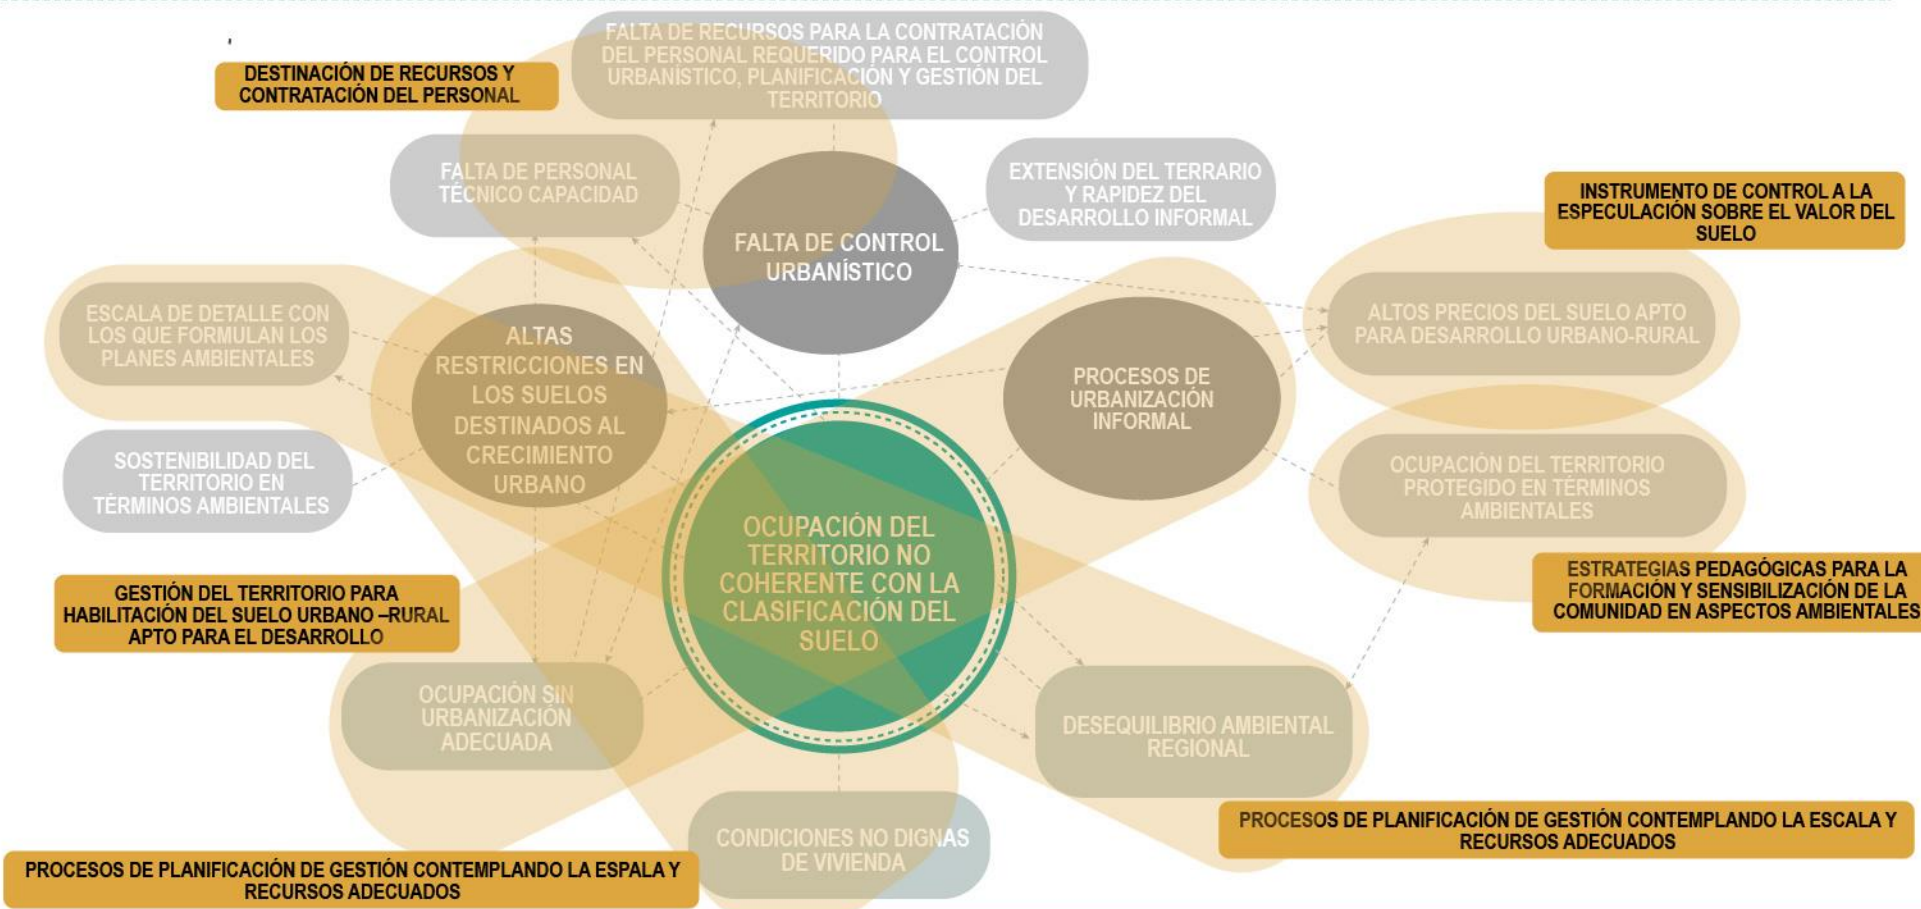 FALTA DE RECURSOS PARA LA CONTRATACIÓN
DEL PERSONAL REQUERIDO PARA EL CONTROL
URBANÍSTICO, PLANIFICACIÓN Y GESTIÓN DEL
TERRITORIO
DESTINACIÓN DE RECURSOS Y
CONTRATACIÓN DEL PERSONAL
FALTA DE PERSONAL
TÉCNICO CAPACIDAD
EXTENSIÓN DEL TERRARIO
Y RAPIDEZ DEL
DESARROLLO INFORMAL
INSTRUMENTO DE CONTROL A LA
ESPECULACIÓN SOBRE EL VALOR DEL
SUELO
FALTA DE CONTROL
URBANÍSTICO
ESCALA DE DETALLE CON
LOS QUE FORMULAN LOS
PLANES AMBIENTALES
ALTAS
RESTRICCIONES EN
LOS SUELOS
DESTINADOS AL
CRECIMIENTO
URBANO
PROCESOS DE
URBANIZACIÓN
INFORMAL
ALTOS PRECIOS DEL SUELO APTO
PARA DESARROLLO URBANO-RURAL
SOSTENIBILIDAD DEL
TERRITORIO EN
TÉRMINOS AMBIENTALES
OCUPACIÓN DEL TERRITORIO
PROTEGIDO EN TÉRMINOS
AMBIENTALES
OCUPACIÓN DEL
TERRITORIO NO
COHERENTE CON LA
CLASIFICACIÓN DEL
SUELO
GESTIÓN DEL TERRITORIO PARA
HABILITACIÓN DEL SUELO URBANO –RURAL
APTO PARA EL DESARROLLO
ESTRATEGIAS PEDAGÓGICAS PARA LA
FORMACIÓN Y SENSIBILIZACIÓN DE LA
COMUNIDAD EN ASPECTOS AMBIENTALES
OCUPACIÓN SIN
URBANIZACIÓN
ADECUADA
DESEQUILIBRIO AMBIENTAL
REGIONAL
CONDICIONES NO DIGNAS
DE VIVIENDA
PROCESOS DE PLANIFICACIÓN DE GESTIÓN CONTEMPLANDO LA ESCALA Y
RECURSOS ADECUADOS
PROCESOS DE PLANIFICACIÓN DE GESTIÓN CONTEMPLANDO LA ESPALA Y
RECURSOS ADECUADOS